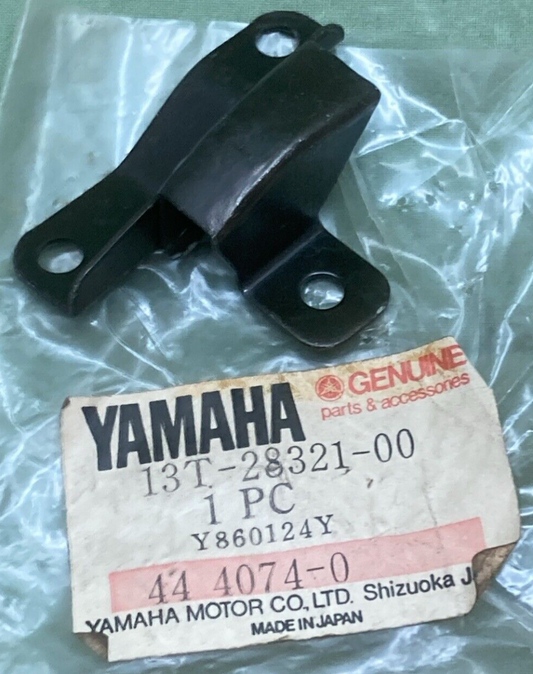 YAMAHA GENUINE
parts & accessories
13T-28321-00
1 PC
Y860124Y
44 4074-0
YAMAHA MOTOR CO., LTD. Shizuoka J
MADE IN JAPAN